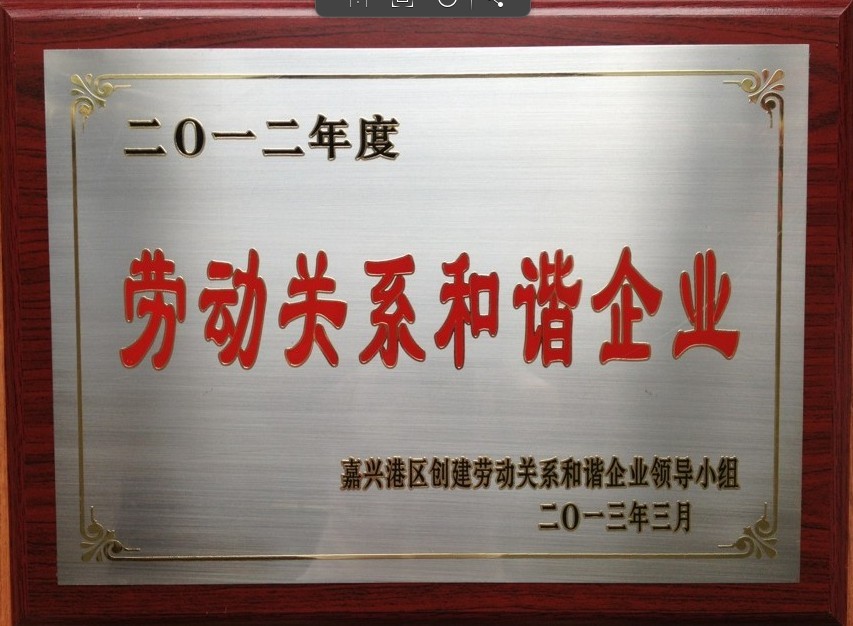 二〇一二年度
劳动关系和谐企业
嘉兴港区创建劳动关系和谐企业领导小组
二〇一三年三月